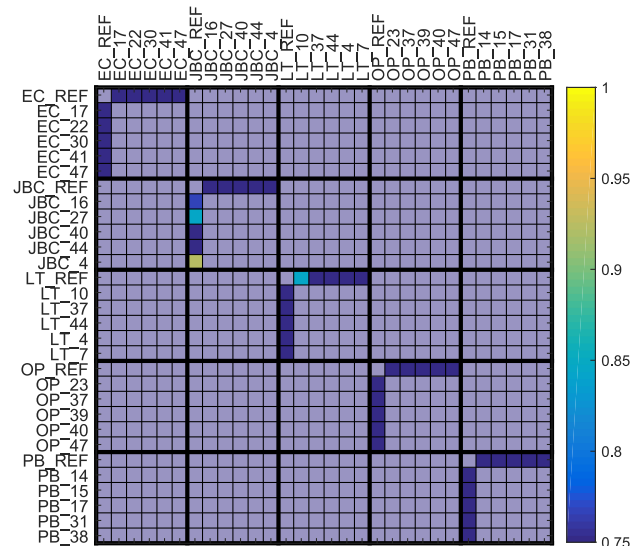 EC_REF
EC_17
EC_22
EC_30
EC_41
EC_47
JBC_REF
JBC_16
JBC_27
JBC_40
JBC_44
JBC_4
LT_REF
LT_10
LT_37
LT_44
LT_4
LT_7
OP_REF
OP_23
OP_37
OP_39
OP_40
OP_47
PB_REF
PB_14
PB_15
PB_17
PB_31
PB_38
EC_REF
EC_17
EC_22
EC_30
EC_41
EC_47
JBC_REF
JBC_16
JBC_27
JBC_40
JBC_44
JBC_4
LT_REF
LT_10
LT_37
LT_44
LT_4
LT_7
OP_REF
OP_23
OP_37
OP_39
OP_40
OP_47
PB_REF
PB_14
PB_15
PB_17
PB_31
PB_38
1
0.95
0.9
0.85
0.8
0.75